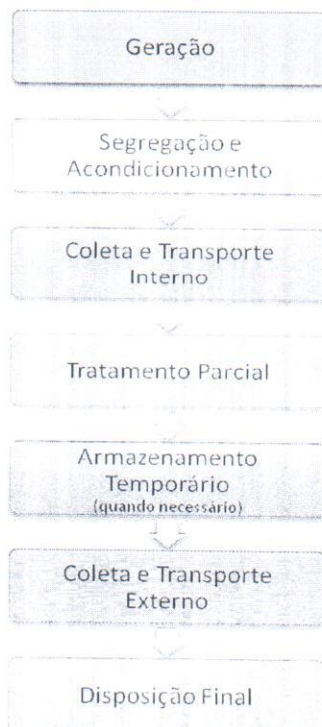 Geração
Segregação e
Acondicionamento
Coleta e Transporte
Interno
Tratamento Parcial
Armazenamento
Temporário
(quando necessário)
Coleta e Transporte
Externo
Disposição Final